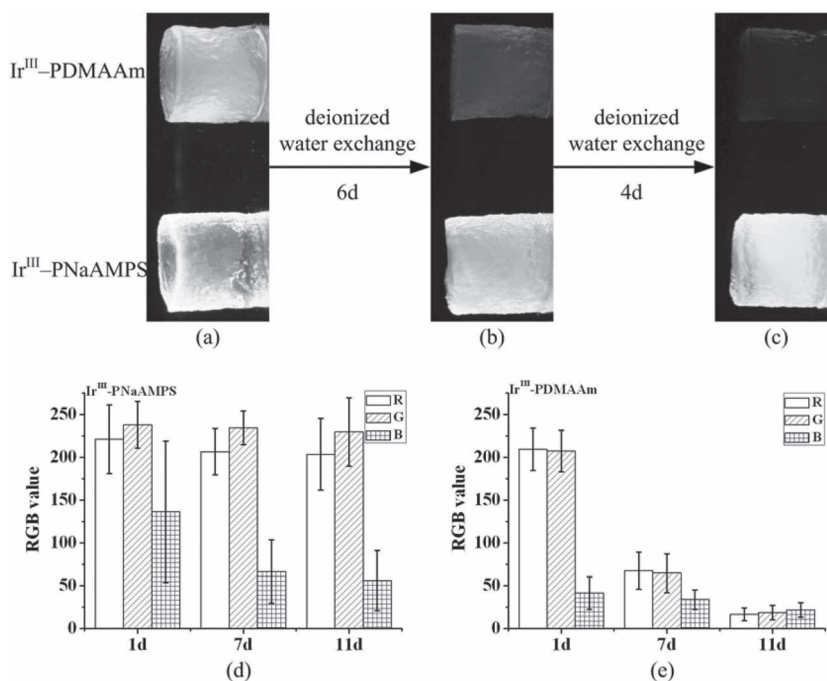 Ir^III–PDMAAm
deionized
water exchange
6d
deionized
water exchange
4d
Ir^III–PNaAMPS
(a)
(b)
(c)
Ir^III-PNaAMPS
R
G
B
250
200
150
100
50
0
RGB value
1d
7d
11d
(d)
Ir^III-PDMAAm
R
G
B
250
200
150
100
50
0
RGB value
1d
7d
11d
(e)